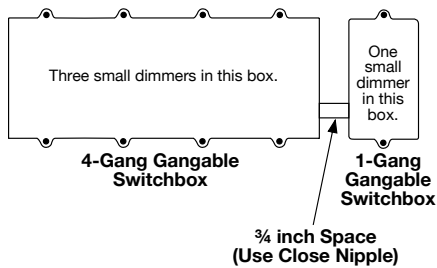 Three small dimmers in this box.
One
small
dimmer
in this
box.
4-Gang Gangable
Switchbox
1-Gang
Gangable
Switchbox
¾ inch Space
(Use Close Nipple)